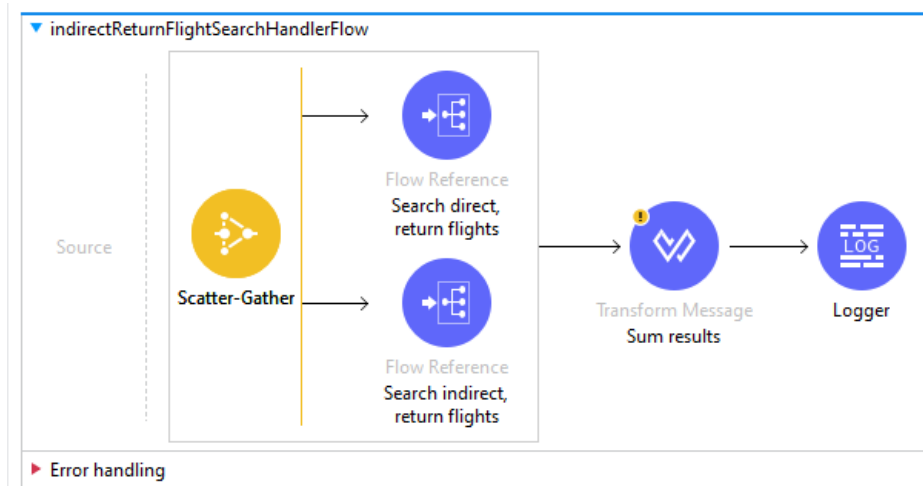 indirectReturnFlightSearchHandlerFlow
Source
Scatter-Gather
Flow Reference
Search direct,
return flights
Flow Reference
Search indirect,
return flights
Transform Message
Sum results
LOG
Logger
Error handling